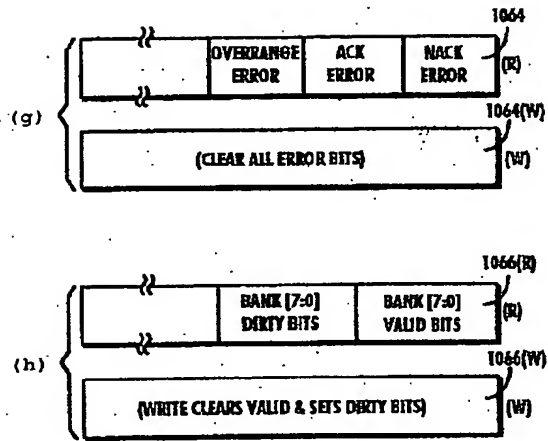 1064
OVERRANGE ERROR
ACK ERROR
NACK ERROR
(R)
(g)
1064(W)
(CLEAR ALL ERROR BITS)
(W)
1066(R)
BANK [7:0] DIRTY BITS
BANK [7:0] VALID BITS
(R)
(h)
1066(W)
(WRITE CLEARS VALID & SETS DIRTY BITS)
(W)